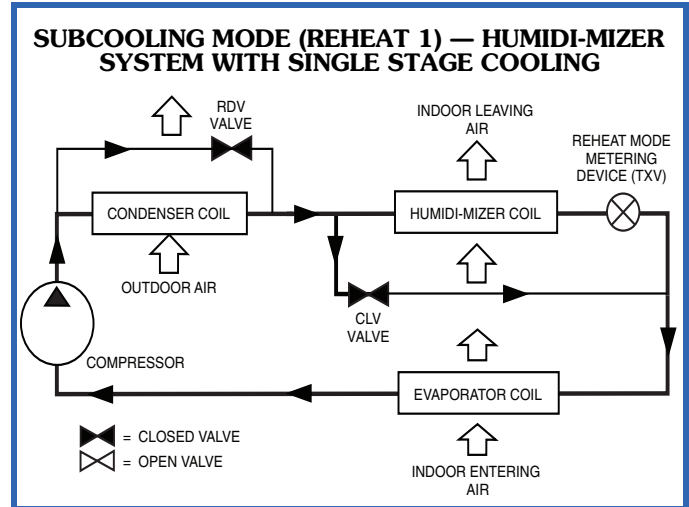 SUBCOOLING MODE (REHEAT 1) — HUMIDI-MIZER
SYSTEM WITH SINGLE STAGE COOLING
RDV
VALVE
INDOOR LEAVING
AIR
REHEAT MODE
METERING
DEVICE (TXV)
CONDENSER COIL
HUMIDI-MIZER COIL
OUTDOOR AIR
CLV
VALVE
COMPRESSOR
EVAPORATOR COIL
= CLOSED VALVE
= OPEN VALVE
INDOOR ENTERING
AIR